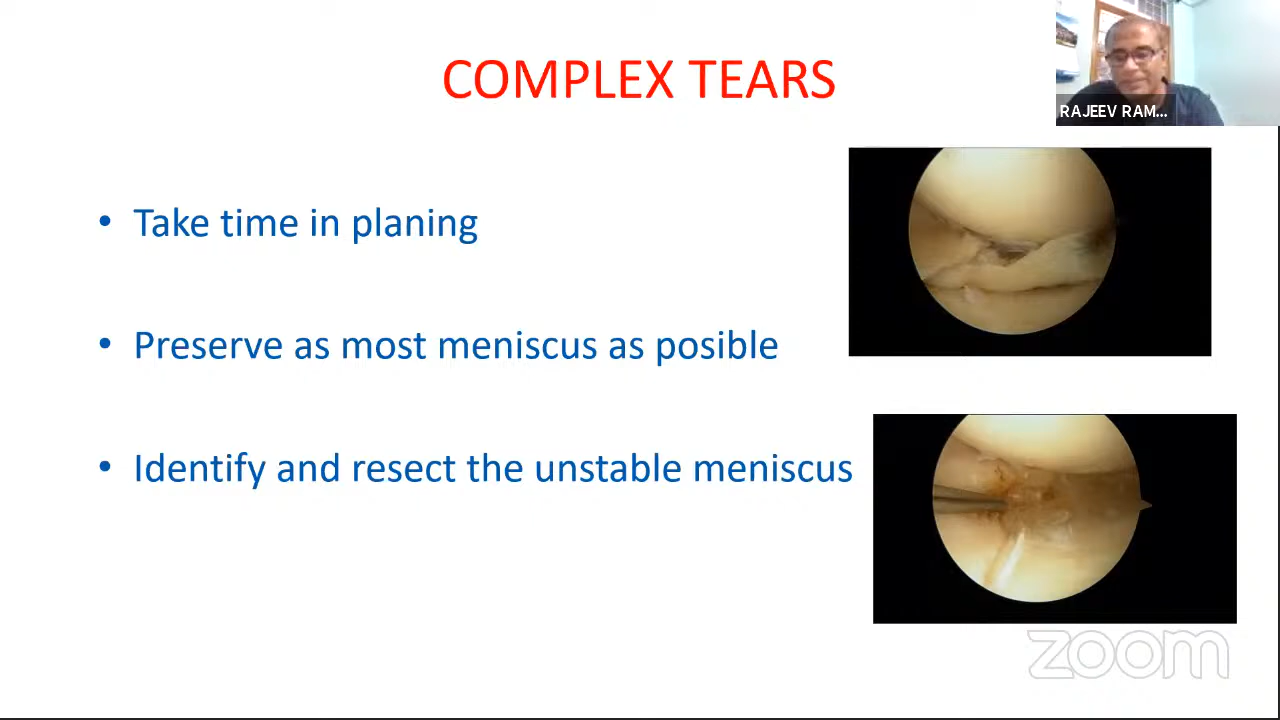 COMPLEX TEARS
RAJEEV RAM...
• Take time in planing
• Preserve as most meniscus as posible
• Identify and resect the unstable meniscus
zoom